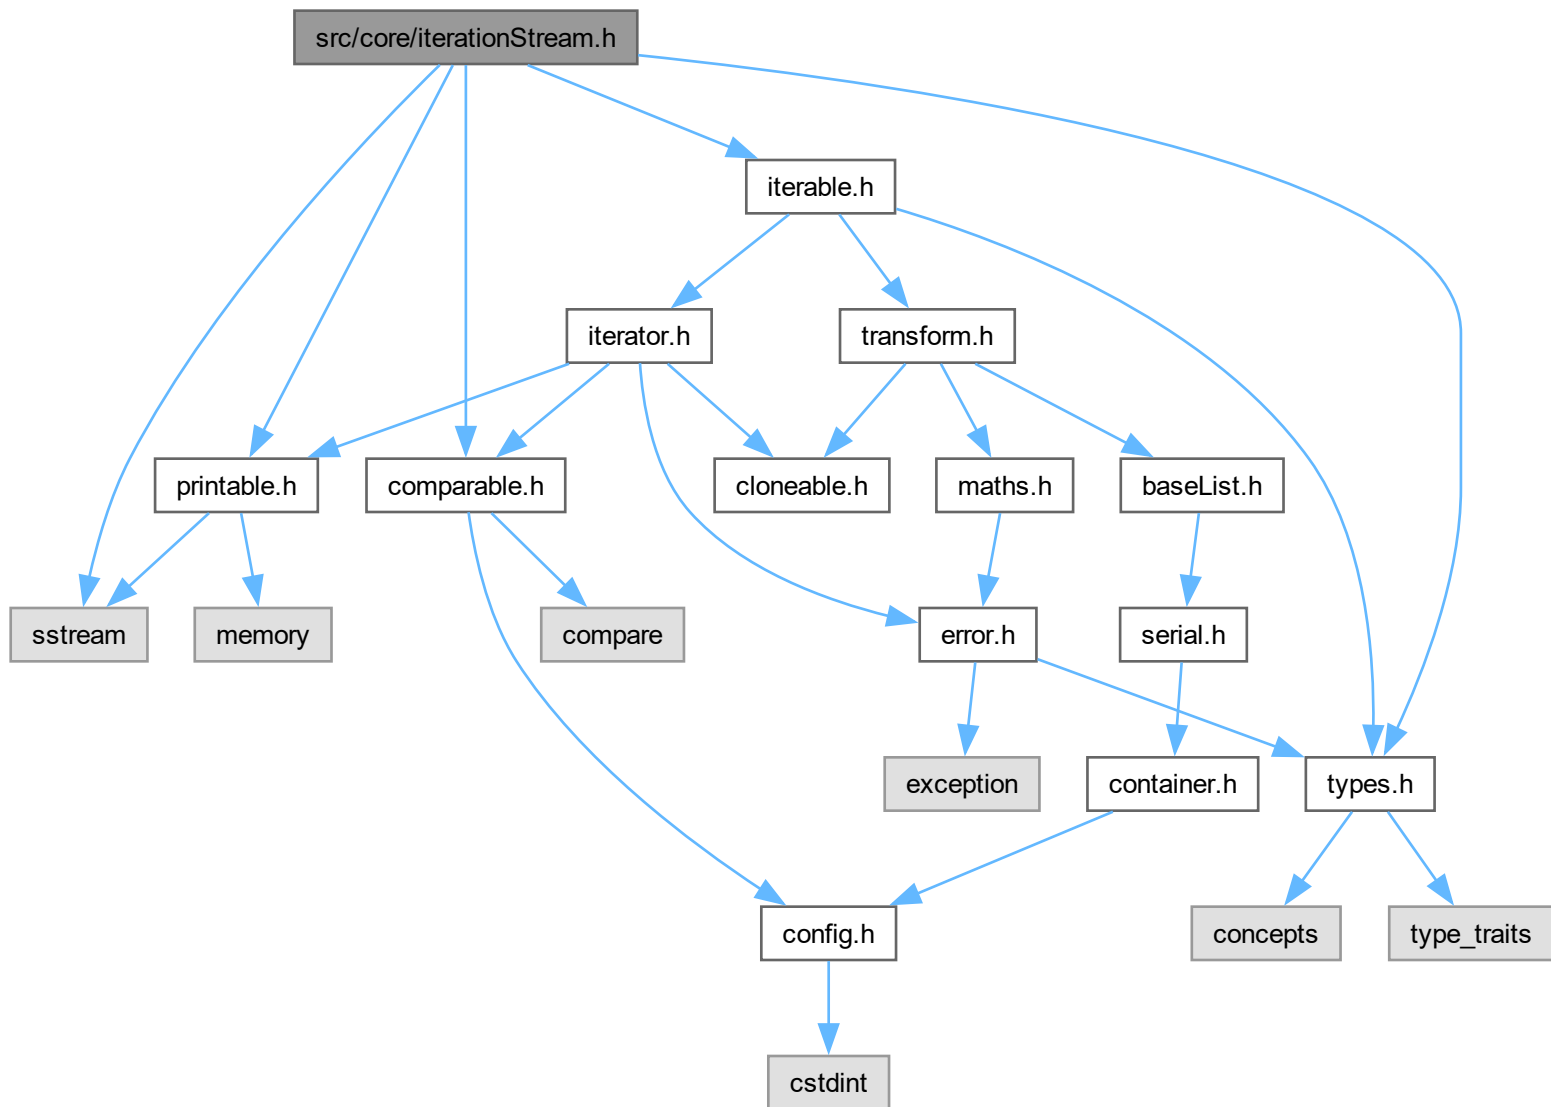 src/core/iterationStream.h
iterable.h
iterator.h
transform.h
printable.h
comparable.h
cloneable.h
maths.h
baseList.h
sstream
memory
compare
error.h
serial.h
exception
container.h
types.h
config.h
concepts
type_traits
cstdint